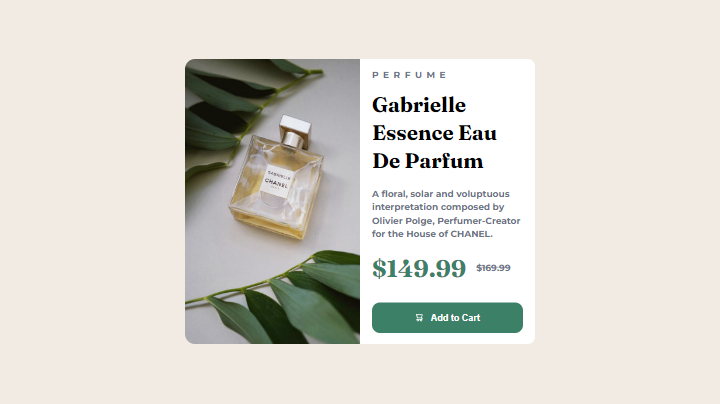 PERFUME
Gabrielle
Essence Eau
De Parfum
A floral, solar and voluptuous
interpretation composed by
Olivier Polge, Perfumer-Creator
for the House of CHANEL.
$149.99 $169.99
Add to Cart
GABRIELLE
CHANEL